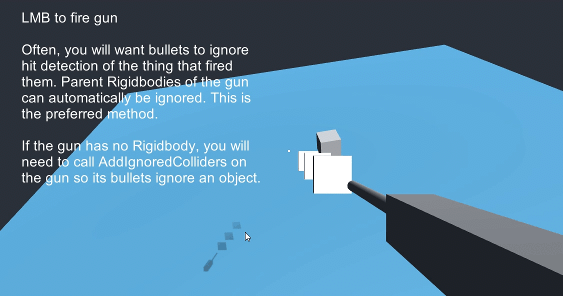 LMB to fire gun
Often, you will want bullets to ignore
hit detection of the thing that fired
them. Parent Rigidbodies of the gun
can automatically be ignored. This is
the preferred method.
If the gun has no Rigidbody, you will
need to call AddIgnoredColliders on
the gun so its bullets ignore an object.